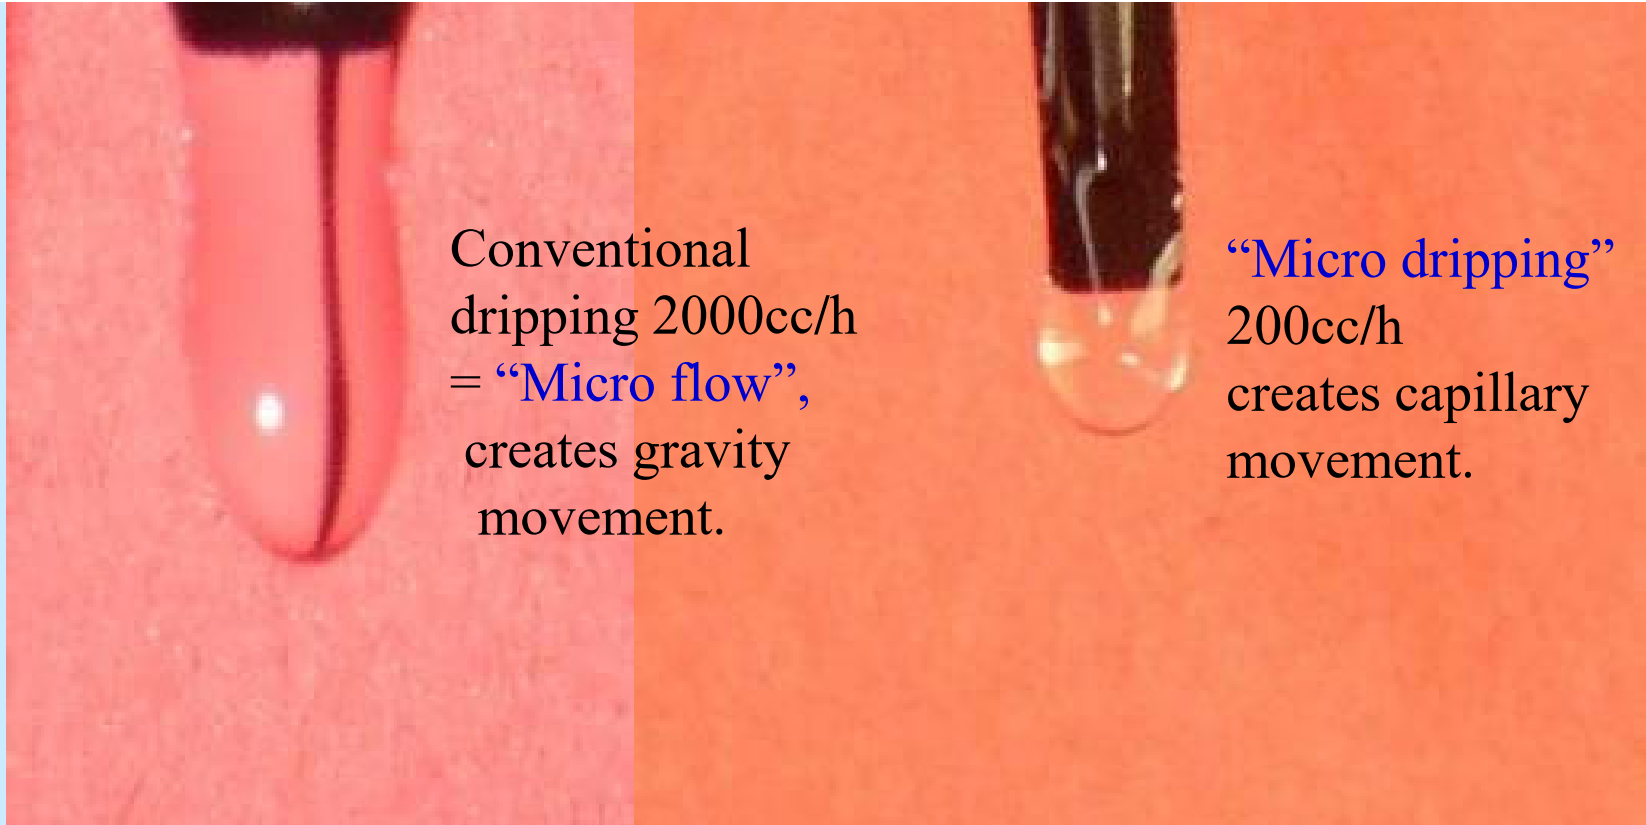 Conventional
dripping 2000cc/h
= “Micro flow”,
creates gravity
movement.
“Micro dripping”
200cc/h
creates capillary
movement.